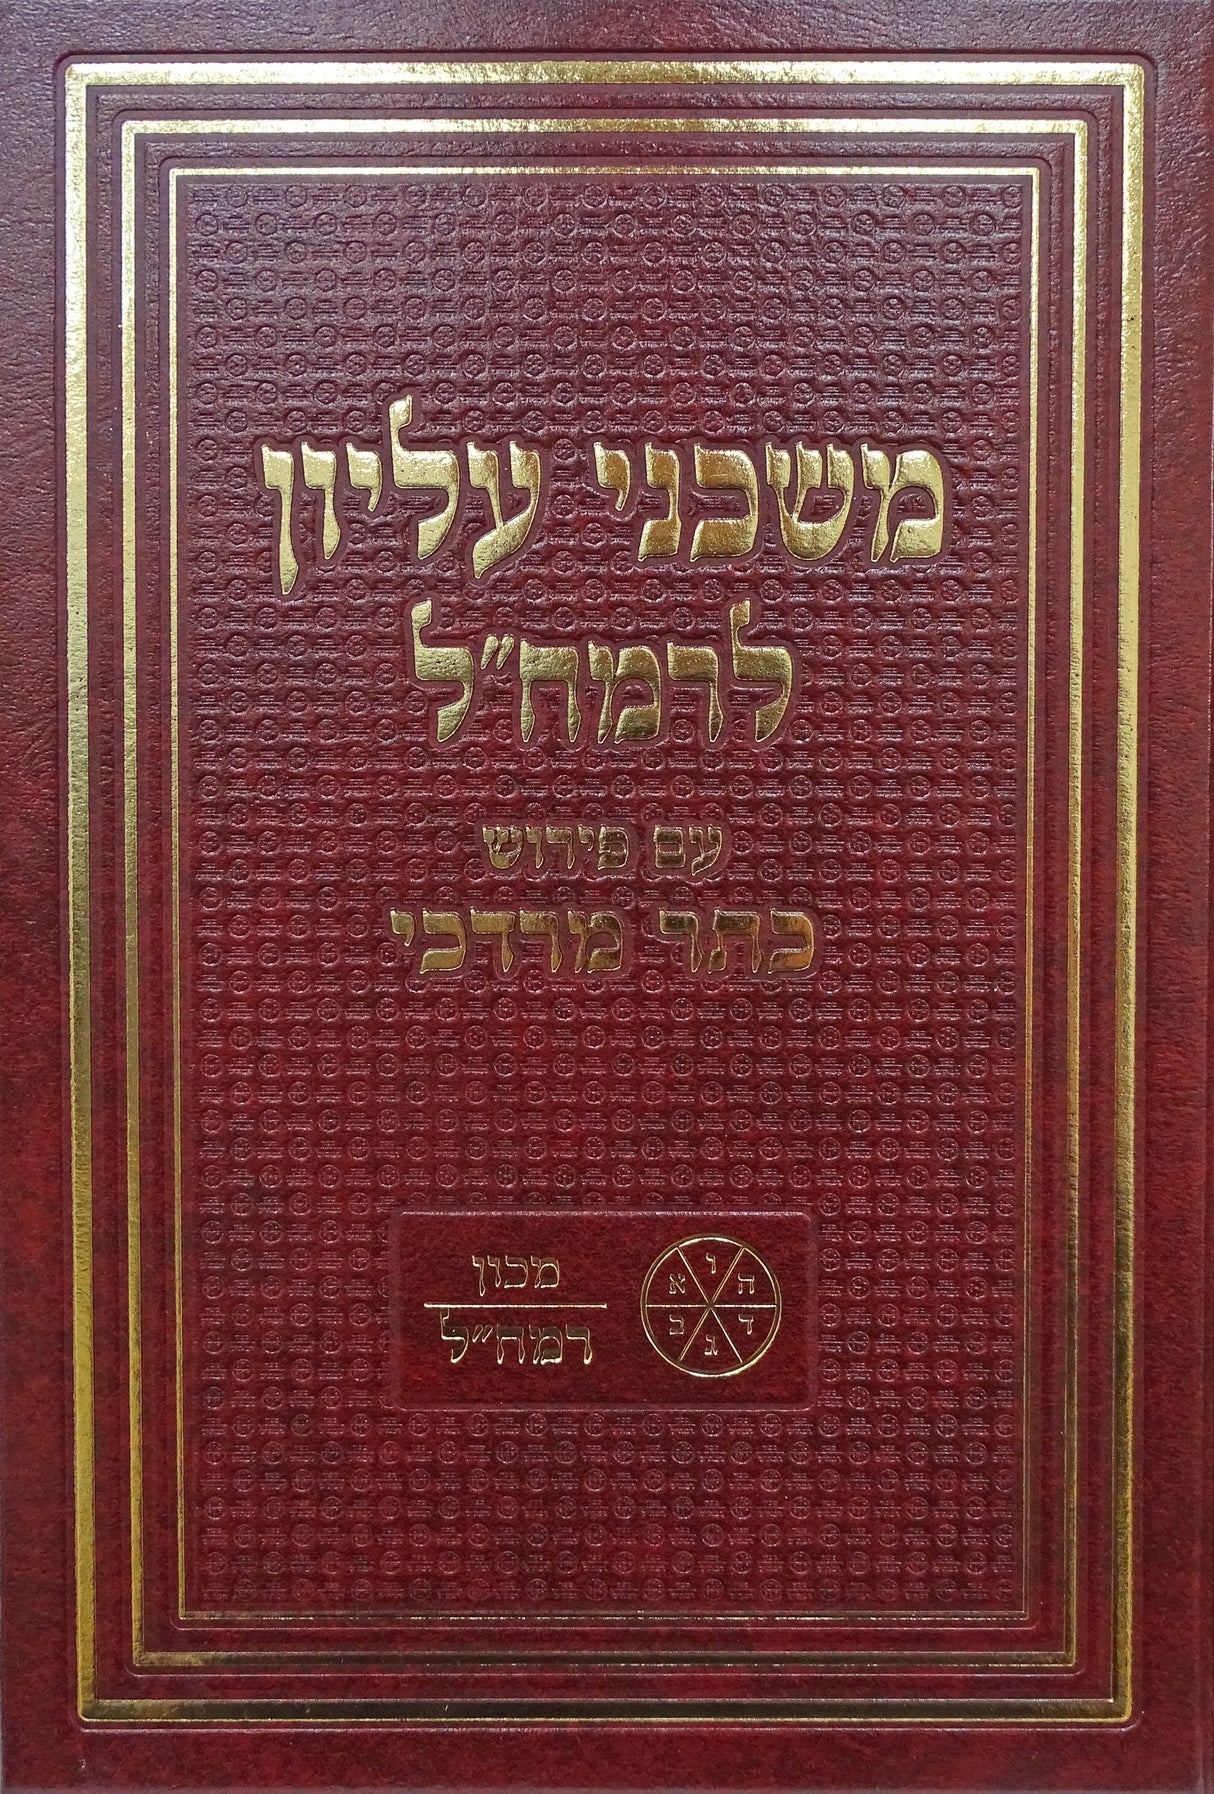 משכני עליון
לרמח״ל
עם פירוש
כתר מרדכי
מכון
רמח״ל
א
ו
ה
ב
ג
ד